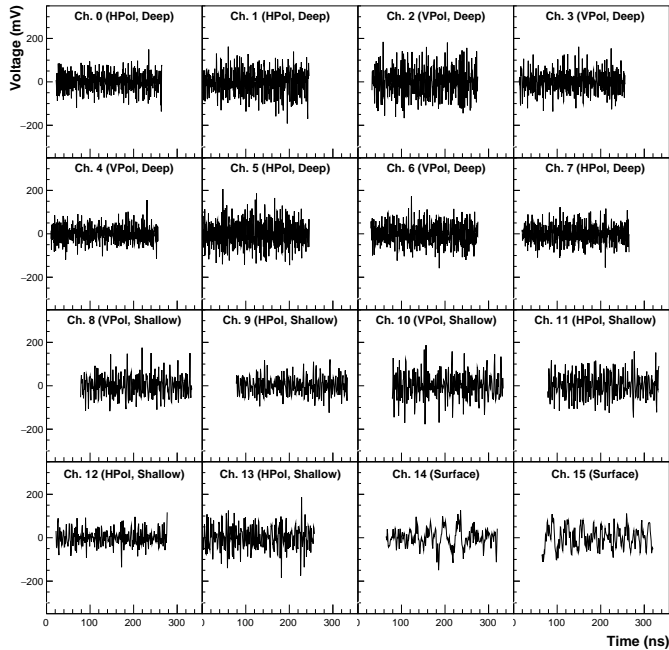 Voltage (mV)
Ch. 0 (HPol, Deep) Ch. 1 (HPol, Deep) Ch. 2 (VPol, Deep) Ch. 3 (VPol, Deep)
200
0
−200
Ch. 4 (VPol, Deep) Ch. 5 (HPol, Deep) Ch. 6 (VPol, Deep) Ch. 7 (HPol, Deep)
200
0
−200
Ch. 8 (VPol, Shallow) Ch. 9 (HPol, Shallow) Ch. 10 (VPol, Shallow) Ch. 11 (HPol, Shallow)
200
0
−200
Ch. 12 (HPol, Shallow) Ch. 13 (HPol, Shallow) Ch. 14 (Surface) Ch. 15 (Surface)
200
0
−200
0 100 200 300 0 100 200 300 0 100 200 300 0 100 200 300
Time (ns)